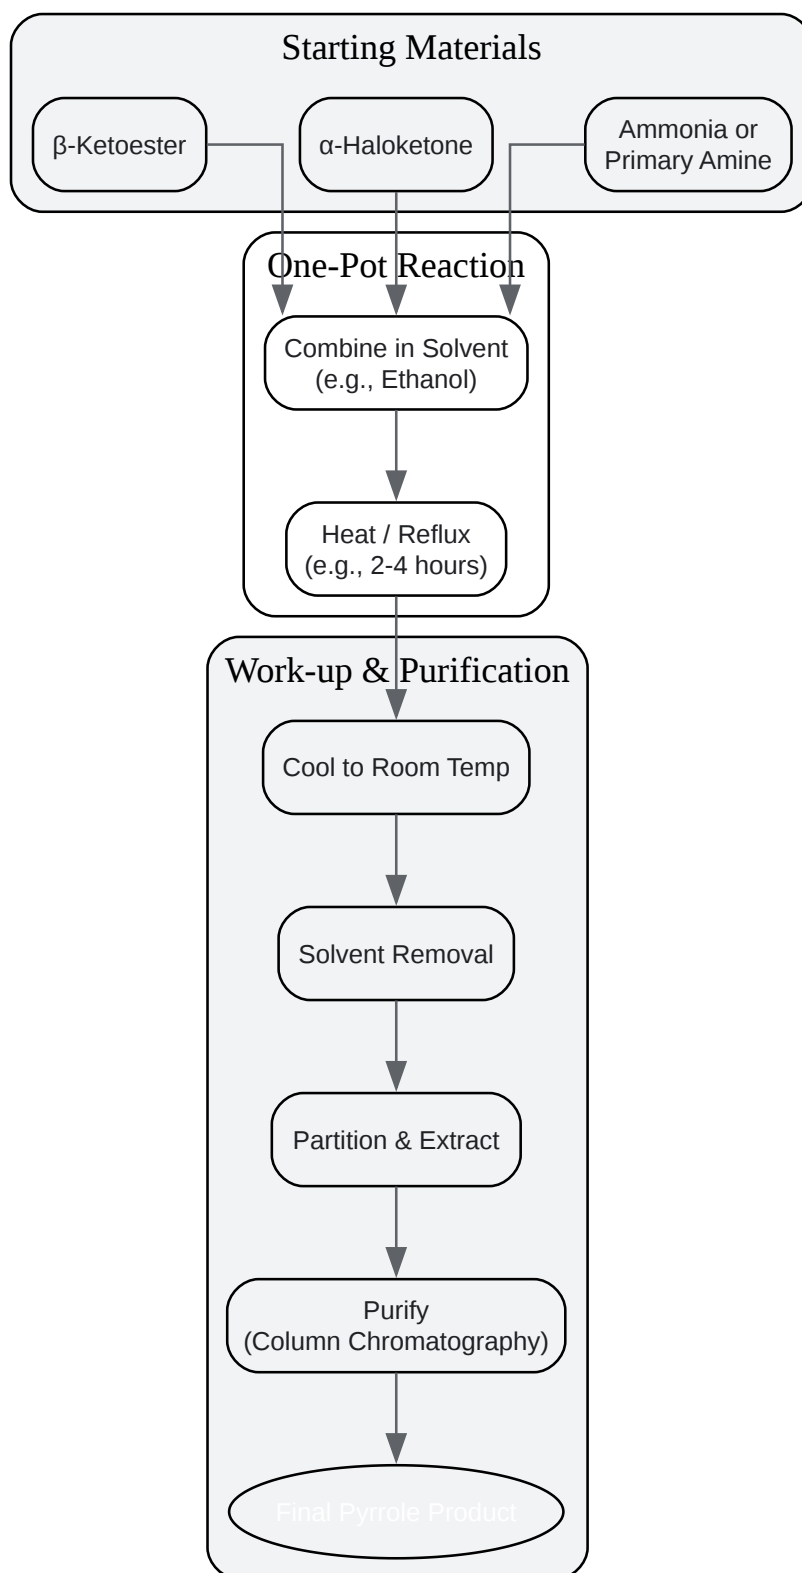 Starting Materials
β-Ketoester
α-Haloketone
Ammonia or
Primary Amine
One-Pot Reaction
Combine in Solvent
(e.g., Ethanol)
Heat / Reflux
(e.g., 2-4 hours)
Work-up & Purification
Cool to Room Temp
Solvent Removal
Partition & Extract
Purify
(Column Chromatography)
Final Pyrrole Product